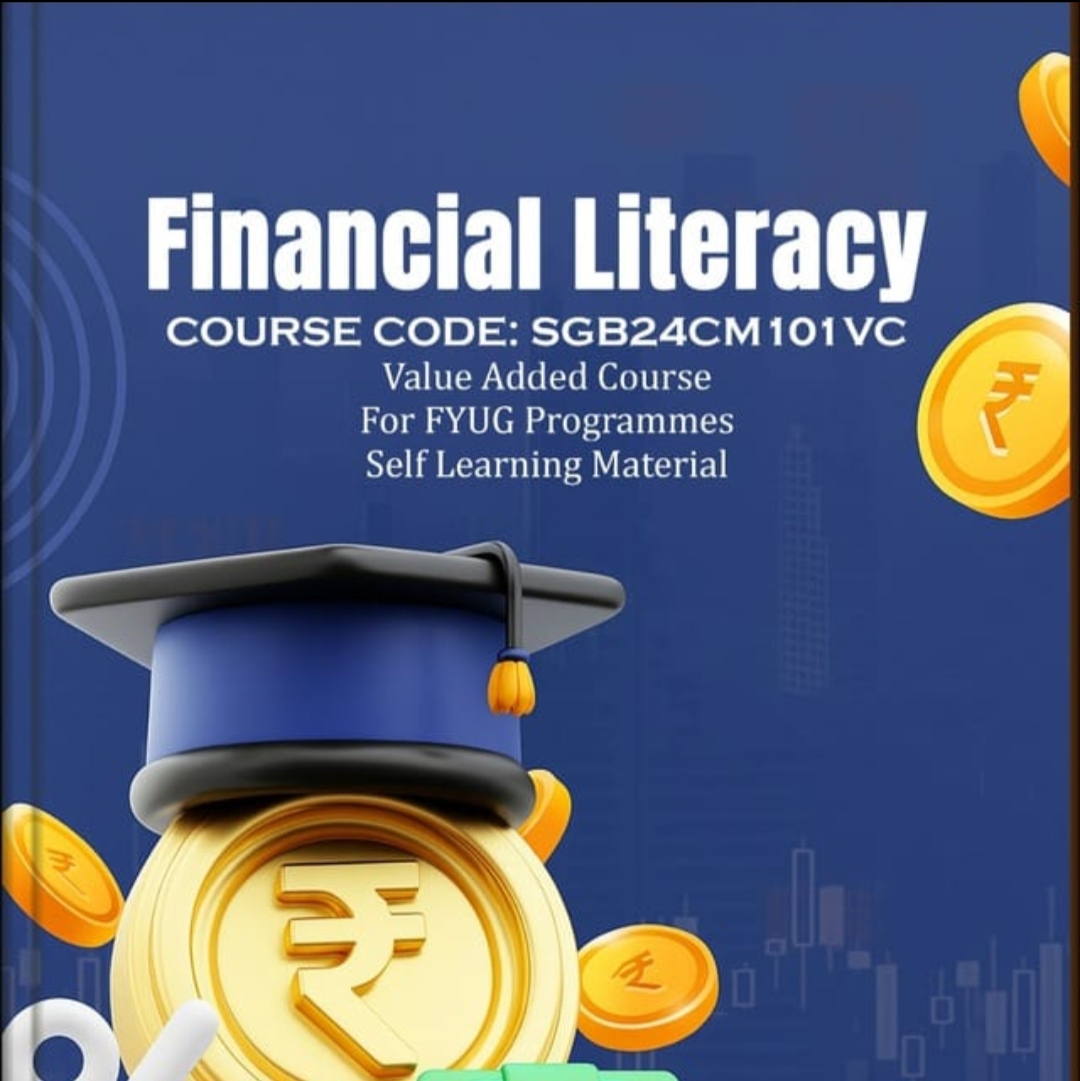 Financial Literacy
COURSE CODE: SGB24CM101VC
Value Added Course
For FYUG Programmes
Self Learning Material